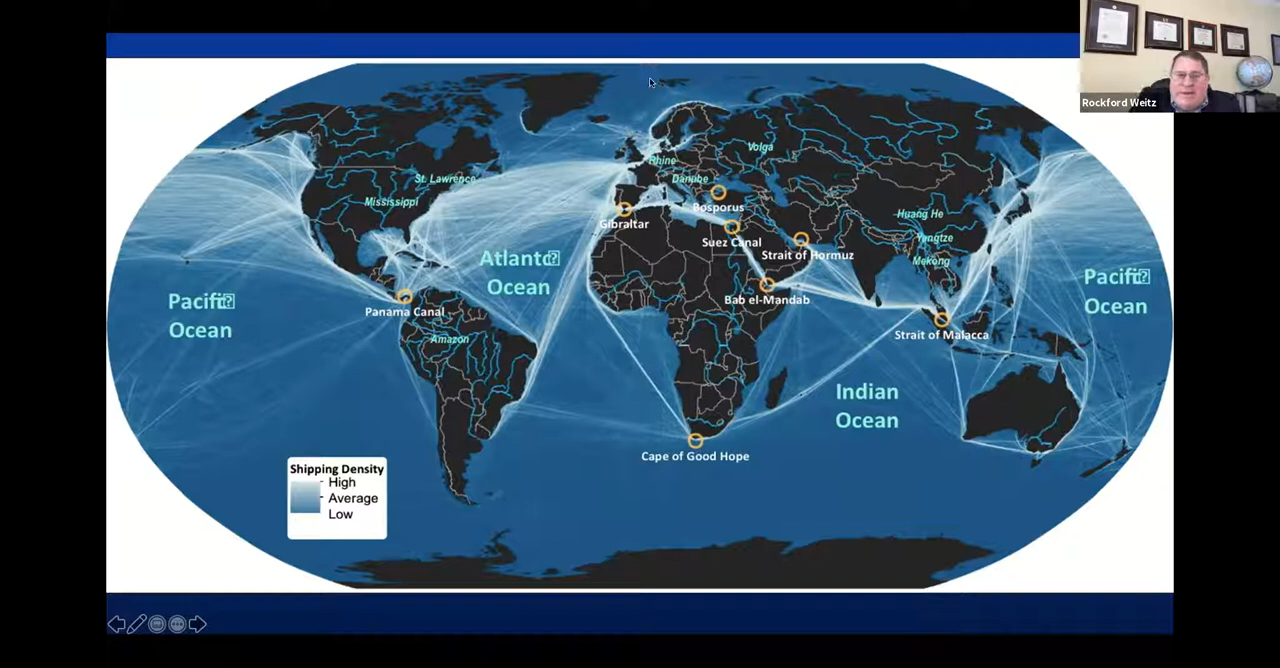 Rockford Weitz
Rhine
Volga
St. Lawrence
Danube
Mississippi
Bosporus
Gibraltar
Huang He
Yangtze
Suez Canal
Strait of Hormuz
Mekong
Atlantc
Ocean
Pacific
Ocean
Bab el-Mandab
Pacific
Ocean
Panama Canal
Strait of Malacca
Amazon
Indian
Ocean
Cape of Good Hope
Shipping Density
High
Average
Low